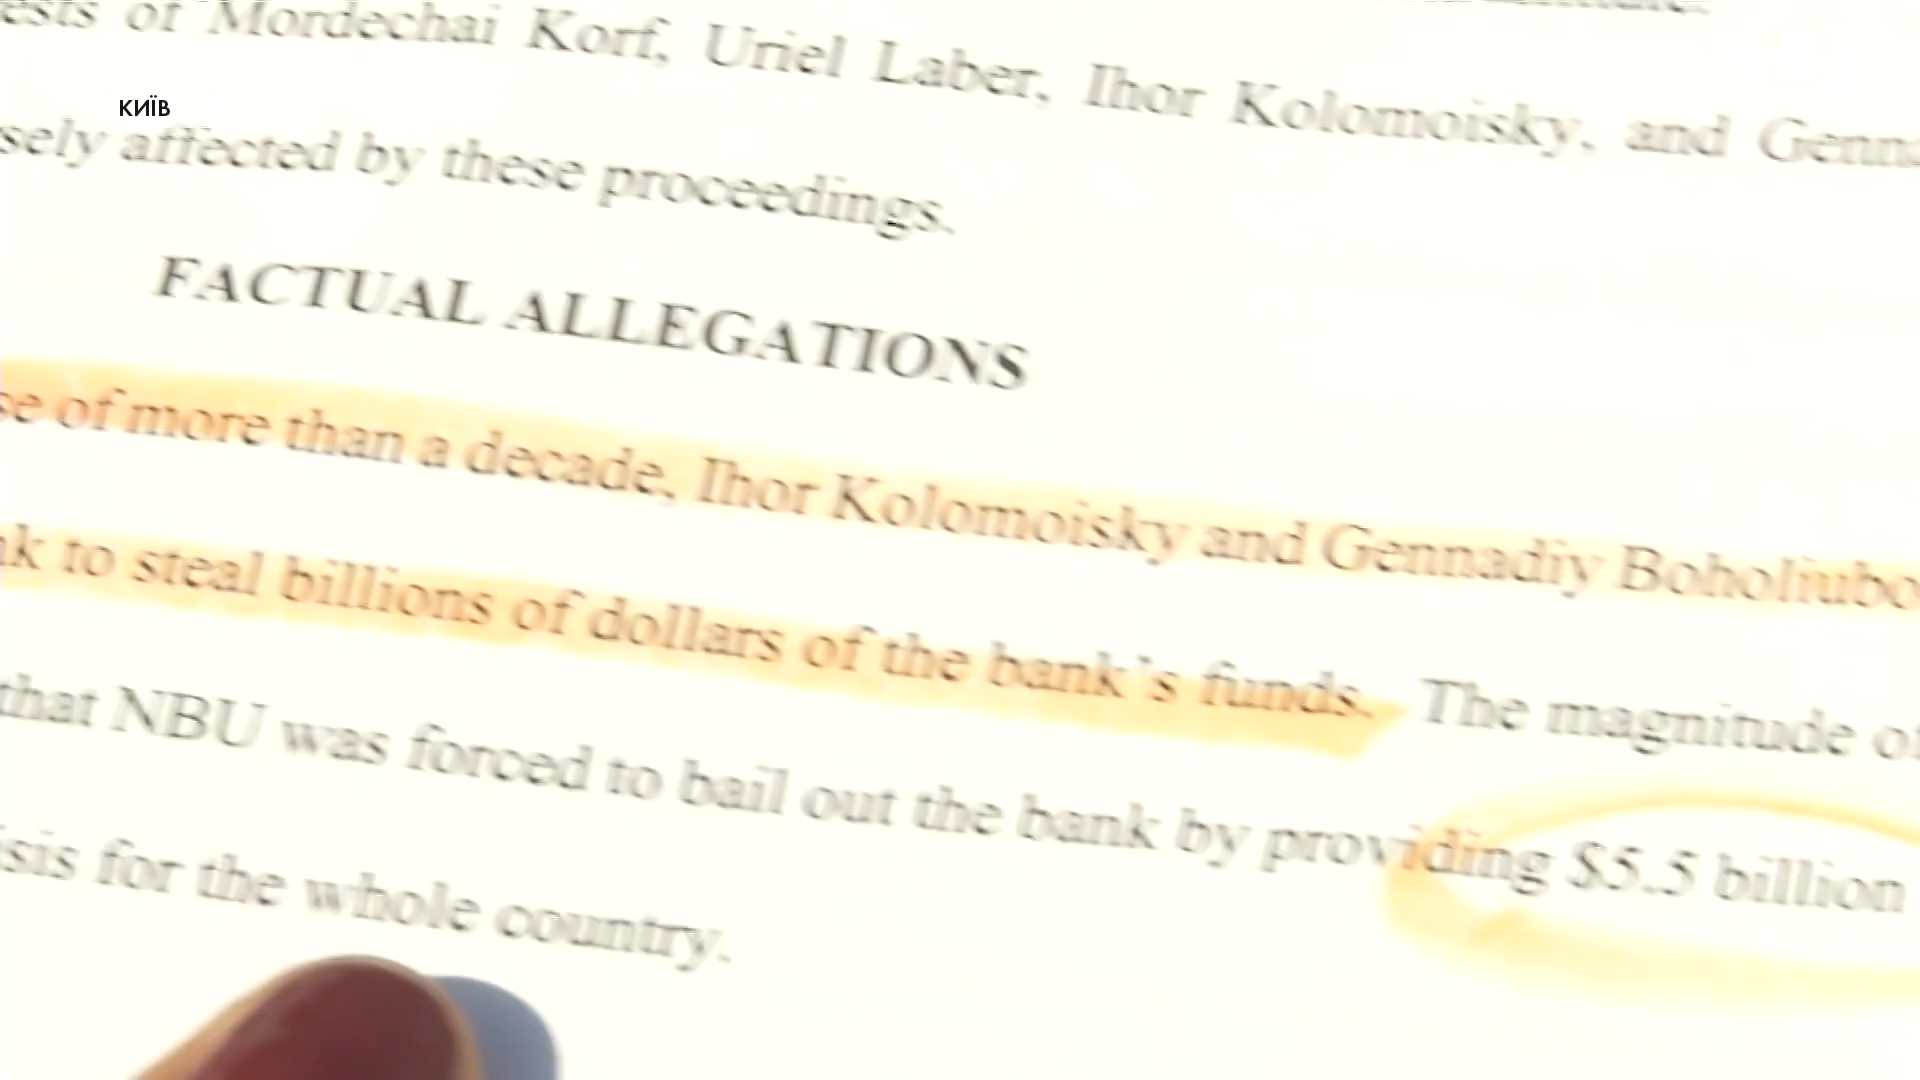 ests of Mordechai Korf, Uriel Laber, Ihor Kolomoisky, and Genna
КИЇВ
sely affected by these proceedings.
FACTUAL ALLEGATIONS
se of more than a decade, Ihor Kolomoisky and Gennadiy Boholiubo
nk to steal billions of dollars of the bank's funds. The magnitude of
that NBU was forced to bail out the bank by providing $5.5 billion
isis for the whole country.